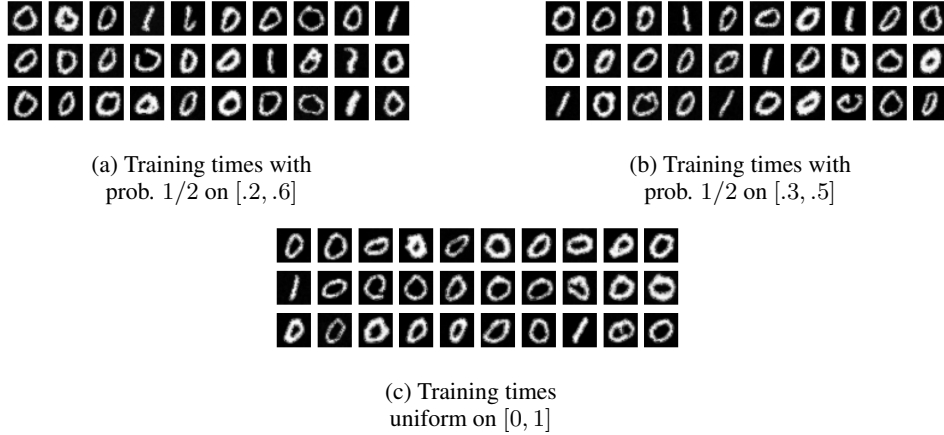 (a) Training times with
prob. 1/2 on [.2, .6]
(b) Training times with
prob. 1/2 on [.3, .5]
(c) Training times
uniform on [0, 1]